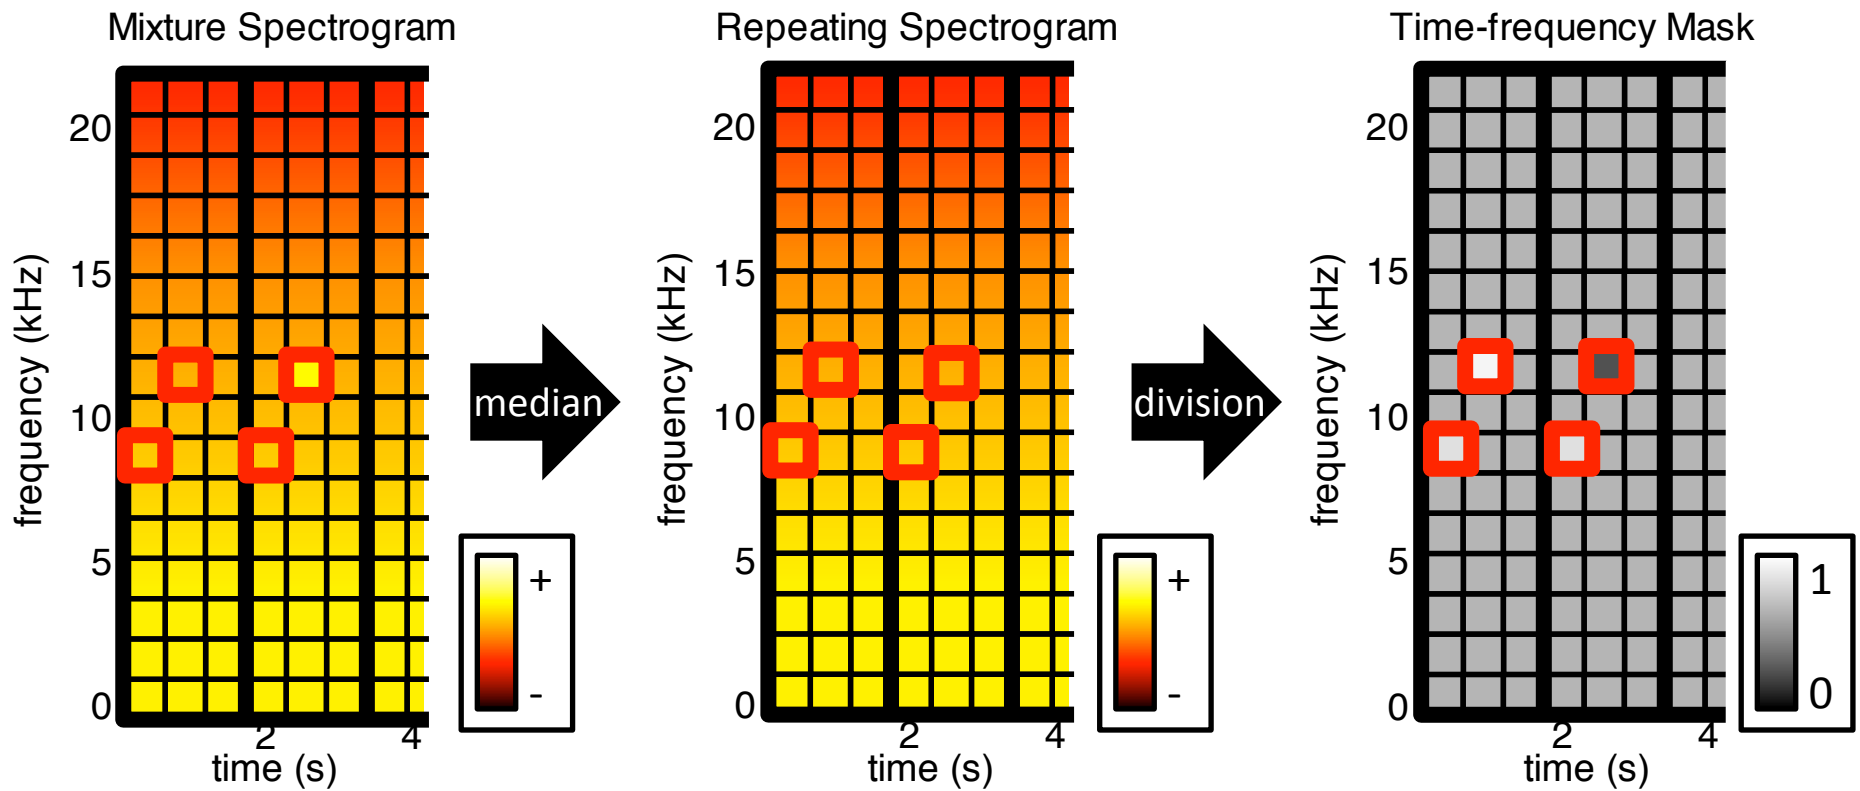 Mixture Spectrogram
frequency (kHz)
20
15
10
5
0
2 4
time (s)
+
-
median
Repeating Spectrogram
frequency (kHz)
20
15
10
5
0
2 4
time (s)
+
-
division
Time-frequency Mask
frequency (kHz)
20
15
10
5
0
2 4
time (s)
1
0